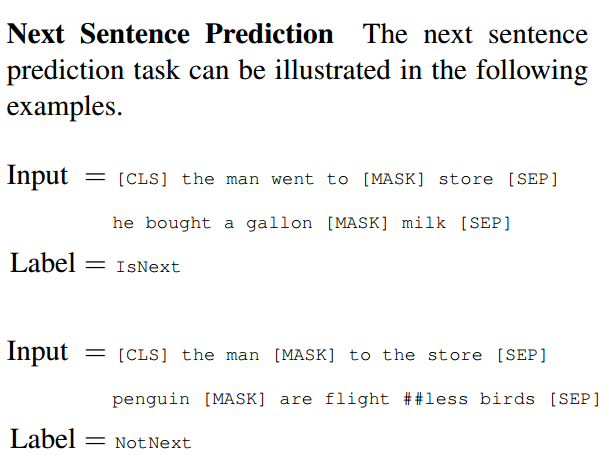 Next Sentence Prediction The next sentence
prediction task can be illustrated in the following
examples.
Input = [CLS] the man went to [MASK] store [SEP]
he bought a gallon [MASK] milk [SEP]
Label = IsNext
Input = [CLS] the man [MASK] to the store [SEP]
penguin [MASK] are flight ##less birds [SEP]
Label = NotNext